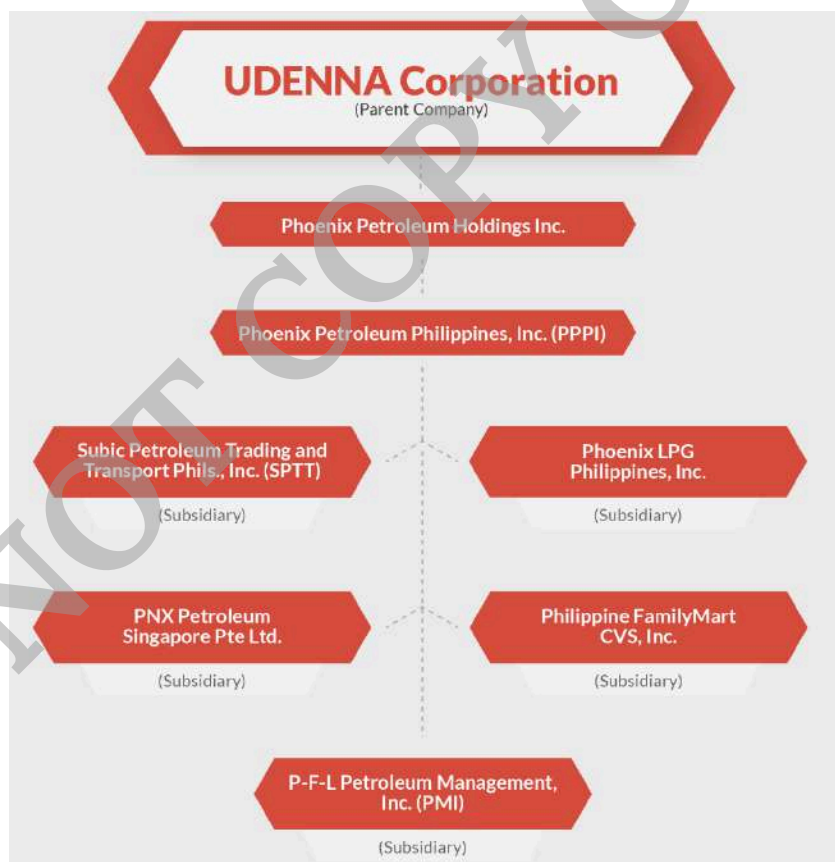 UDENNA Corporation
(Parent Company)
Phoenix Petroleum Holdings Inc.
Phoenix Petroleum Philippines, Inc. (PPPI)
Subic Petroleum Trading and
Transport Phils., Inc. (SPTT)
(Subsidiary)
Phoenix LPG
Philippines, Inc.
(Subsidiary)
PNX Petroleum
Singapore Pte Ltd.
(Subsidiary)
Philippine FamilyMart
CVS, Inc.
(Subsidiary)
P-F-L Petroleum Management,
Inc. (PMI)
(Subsidiary)
NOT COPY